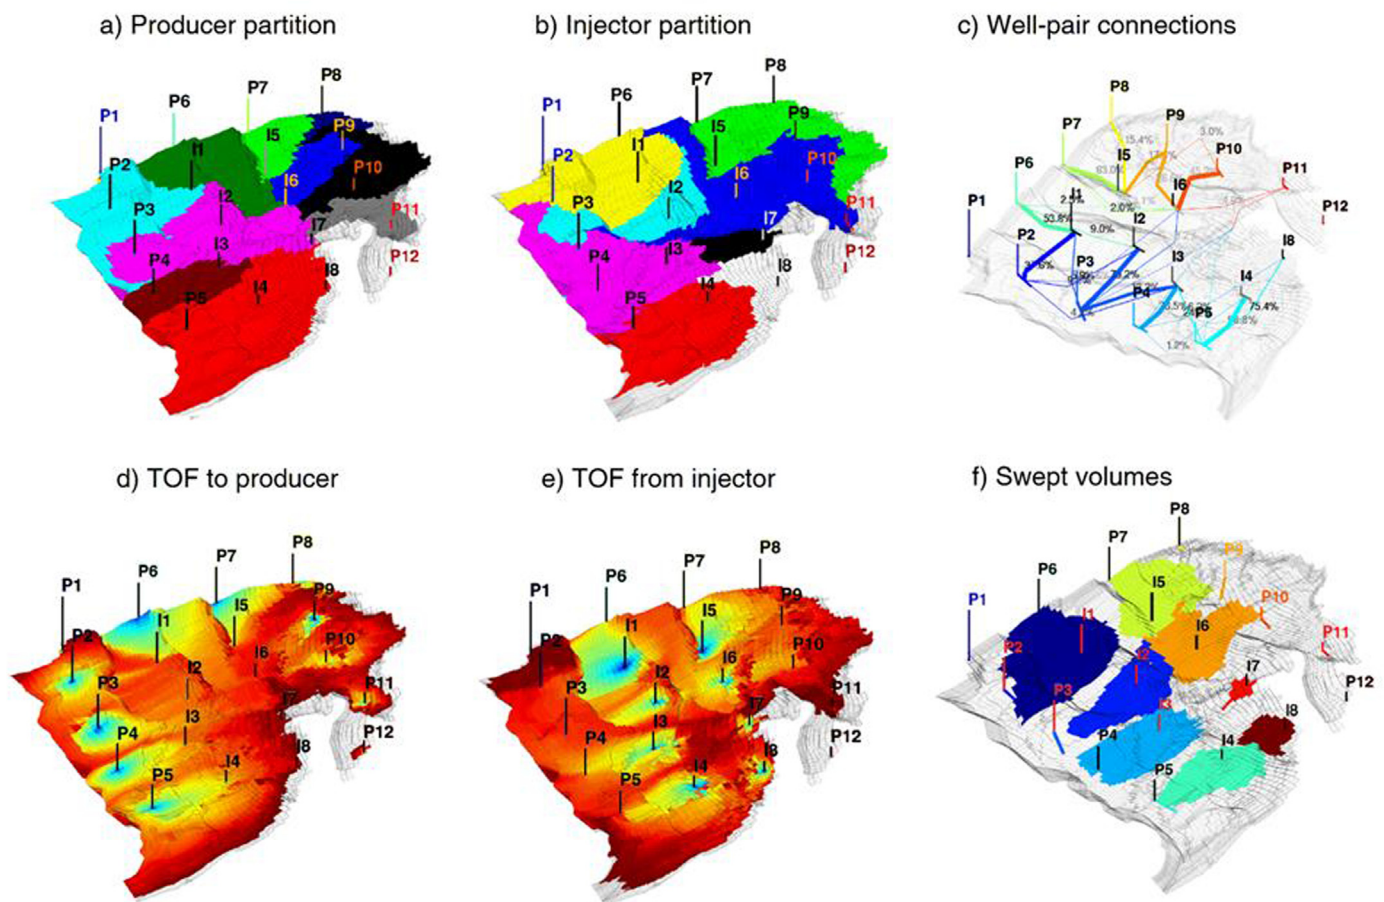 a) Producer partition
b) Injector partition
c) Well-pair connections
P8
P7
P6
P1
P9
I5
I1
P2
P10
I6
I2
P3
P11
I7
I3
P12
P4
I8
I4
P5
P8
P7
P6
P1
P9
I5
I1
P2
P10
I6
I2
P3
P11
I7
I3
P12
P4
I8
I4
P5
P8
P9
P7
15.4%
3.0%
I5
P10
P6
P11
I6
I1
2.0%
P1
53.8%
I2
P12
9.0%
P2
P3
I3
I8
I4
P4
75.4%
P5
1.2%
d) TOF to producer
e) TOF from injector
f) Swept volumes
P8
P7
P6
P1
P9
I5
I1
P2
P10
I6
I2
P3
P11
I7
I3
P12
P4
I8
I4
P5
P8
P7
P6
P1
P9
I5
I1
P2
P10
I6
I2
P3
P11
I7
I3
P12
P4
I8
I4
P5
P8
P7
P9
P6
I5
P1
P10
I1
I6
P11
P2
I2
I7
P12
P3
I3
I8
P4
I4
P5